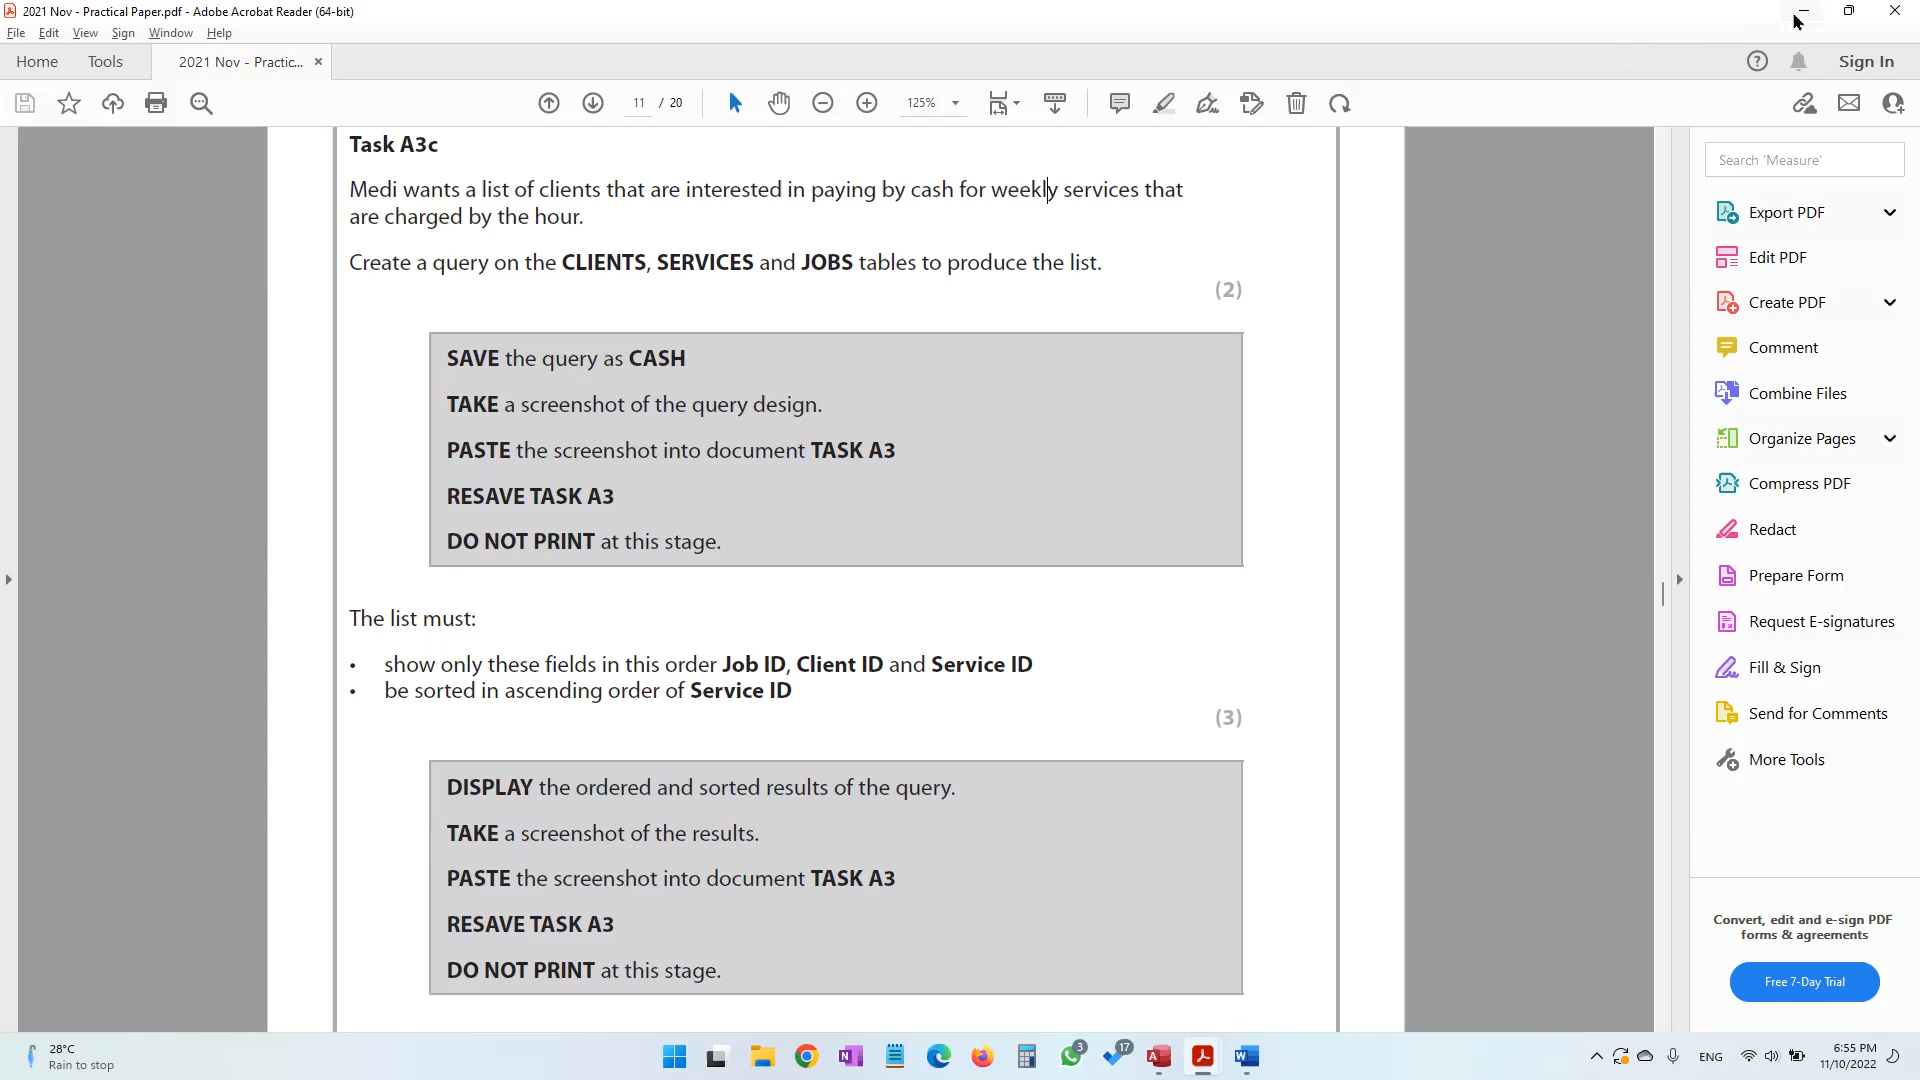 2021 Nov - Practical Paper.pdf - Adobe Acrobat Reader (64-bit)
File Edit View Sign Window Help
Home Tools 2021 Nov - Practic... × Sign In
11 / 20 125%
Task A3c
Medi wants a list of clients that are interested in paying by cash for weekly services that
are charged by the hour.
Create a query on the CLIENTS, SERVICES and JOBS tables to produce the list.
(2)
SAVE the query as CASH
TAKE a screenshot of the query design.
PASTE the screenshot into document TASK A3
RESAVE TASK A3
DO NOT PRINT at this stage.
The list must:
• show only these fields in this order Job ID, Client ID and Service ID
• be sorted in ascending order of Service ID
(3)
DISPLAY the ordered and sorted results of the query.
TAKE a screenshot of the results.
PASTE the screenshot into document TASK A3
RESAVE TASK A3
DO NOT PRINT at this stage.
Search 'Measure'
Export PDF
Edit PDF
Create PDF
Comment
Combine Files
Organize Pages
Compress PDF
Redact
Prepare Form
Request E-signatures
Fill & Sign
Send for Comments
More Tools
Convert, edit and e-sign PDF
forms & agreements
Free 7-Day Trial
28°C
Rain to stop
3
17
ENG
6:55 PM
11/10/2022